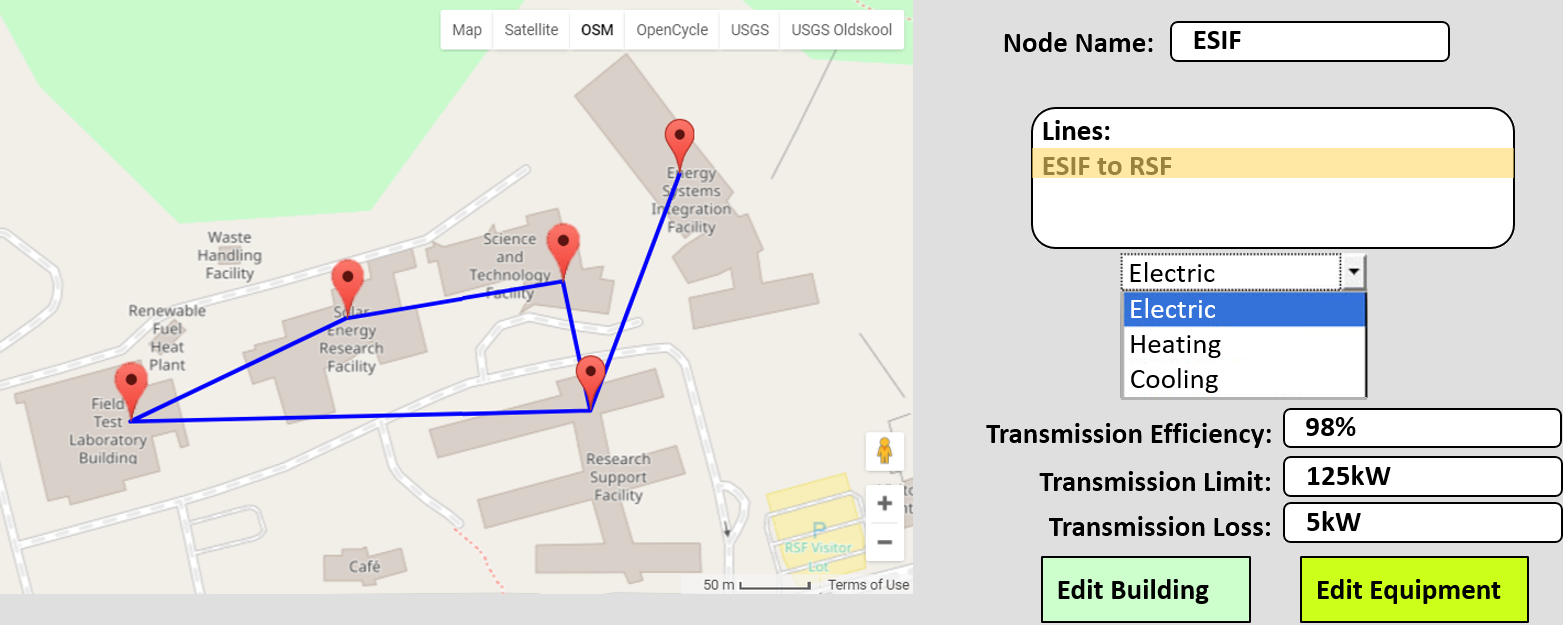 Map Satellite OSM OpenCycle USGS USGS Oldskool
Energy
Systems
Integration
Facility
Science
and
Technology
Facility
Waste
Handling
Facility
Renewable
Fuel
Heat
Plant
Solar
Energy
Research
Facility
Field
Test
Laboratory
Building
Research
Support
Facility
P
RSF Visitor
Lot
Café
+
−
50 m
Terms of Use
Node Name: ESIF
Lines:
ESIF to RSF
Electric
Electric
Heating
Cooling
Transmission Efficiency: 98%
Transmission Limit: 125kW
Transmission Loss: 5kW
Edit Building
Edit Equipment